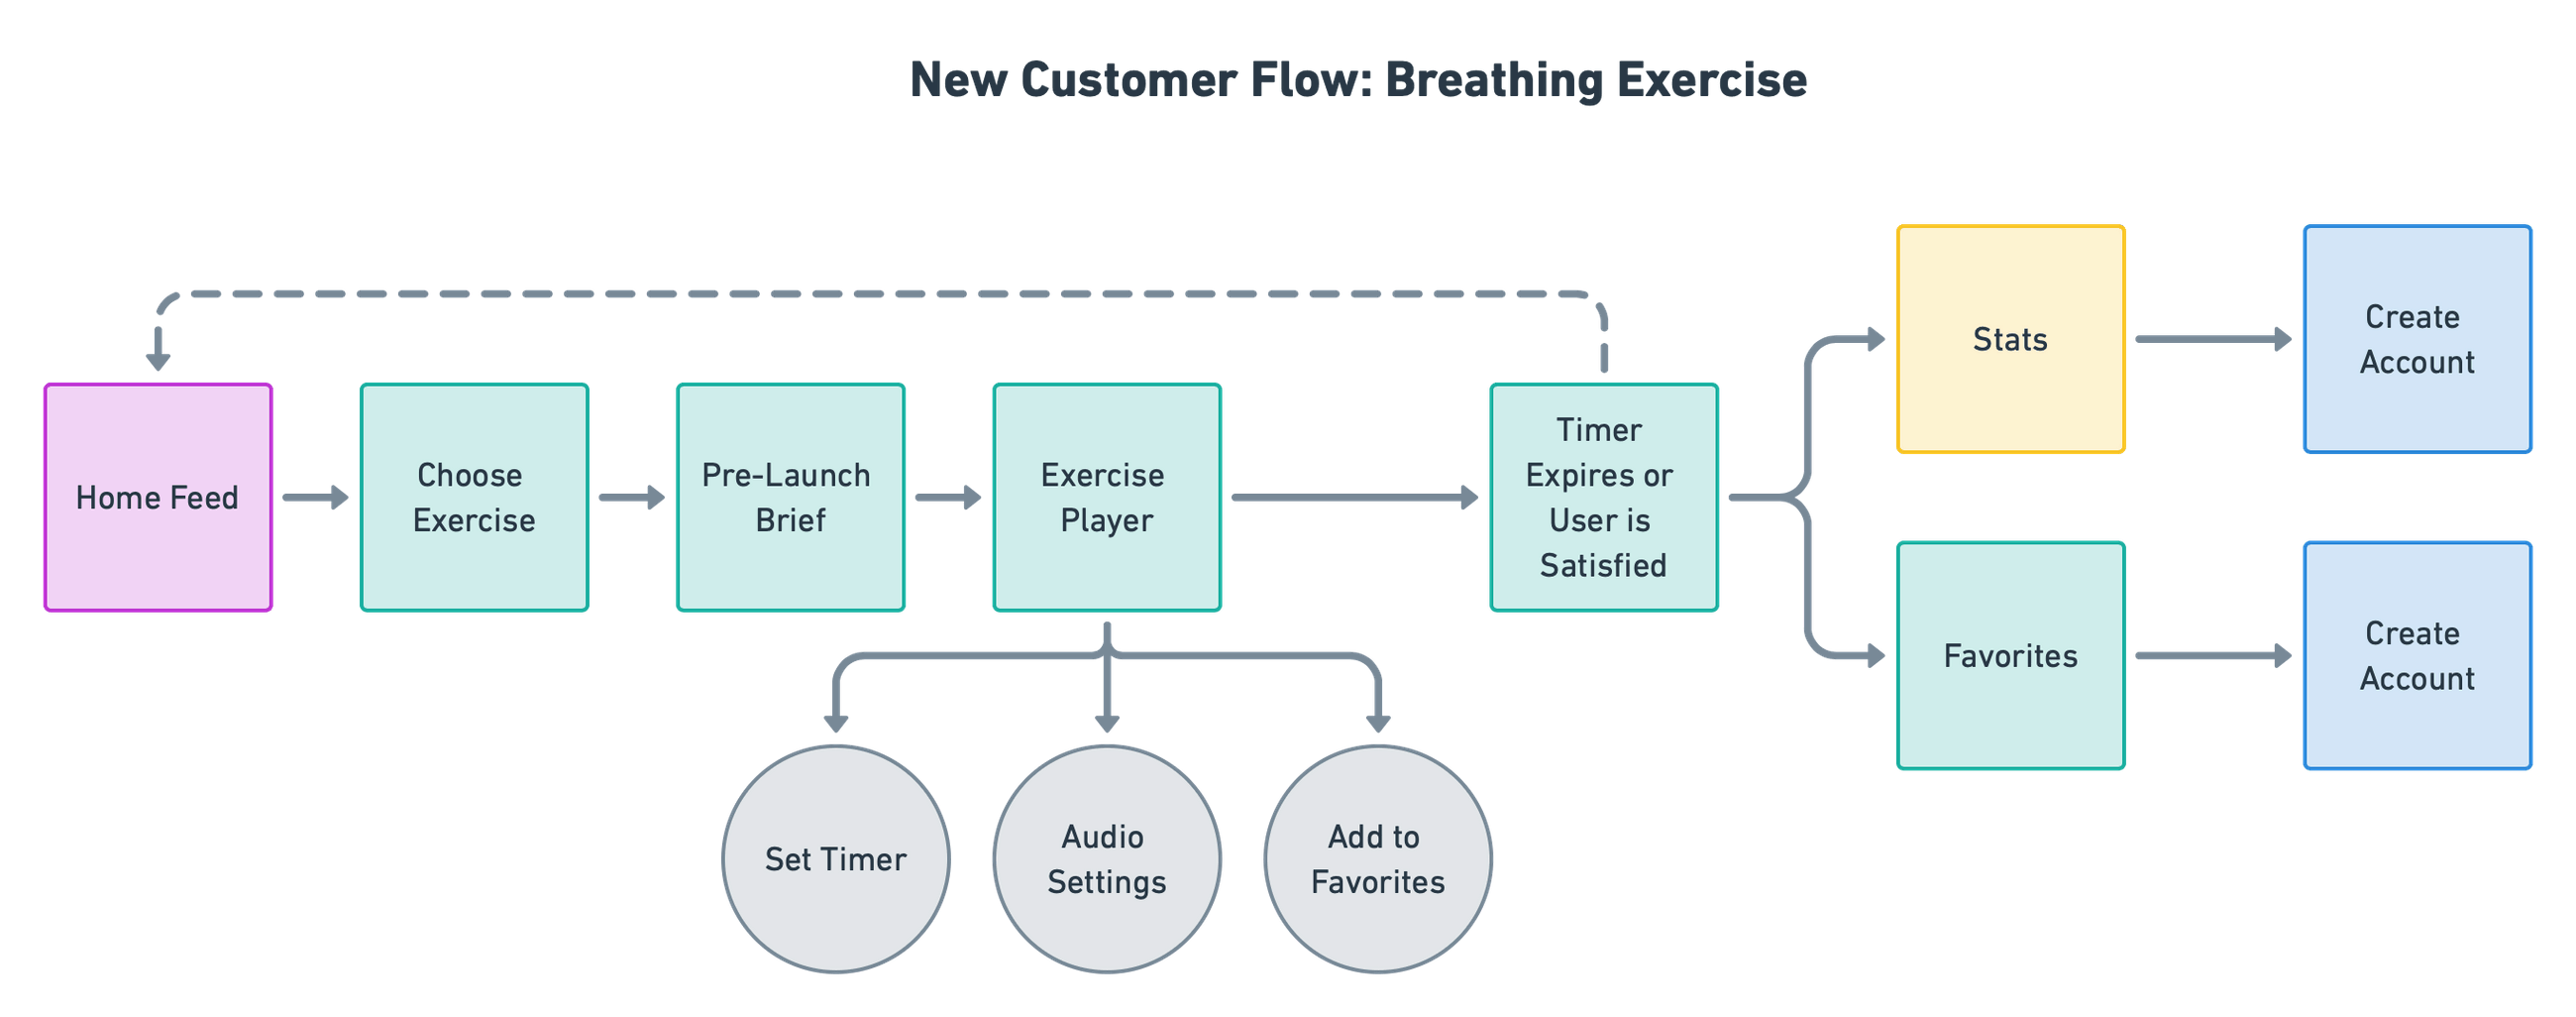 New Customer Flow: Breathing Exercise
Home Feed
Choose
Exercise
Pre-Launch
Brief
Exercise
Player
Timer
Expires or
User is
Satisfied
Stats
Create
Account
Favorites
Create
Account
Set Timer
Audio
Settings
Add to
Favorites